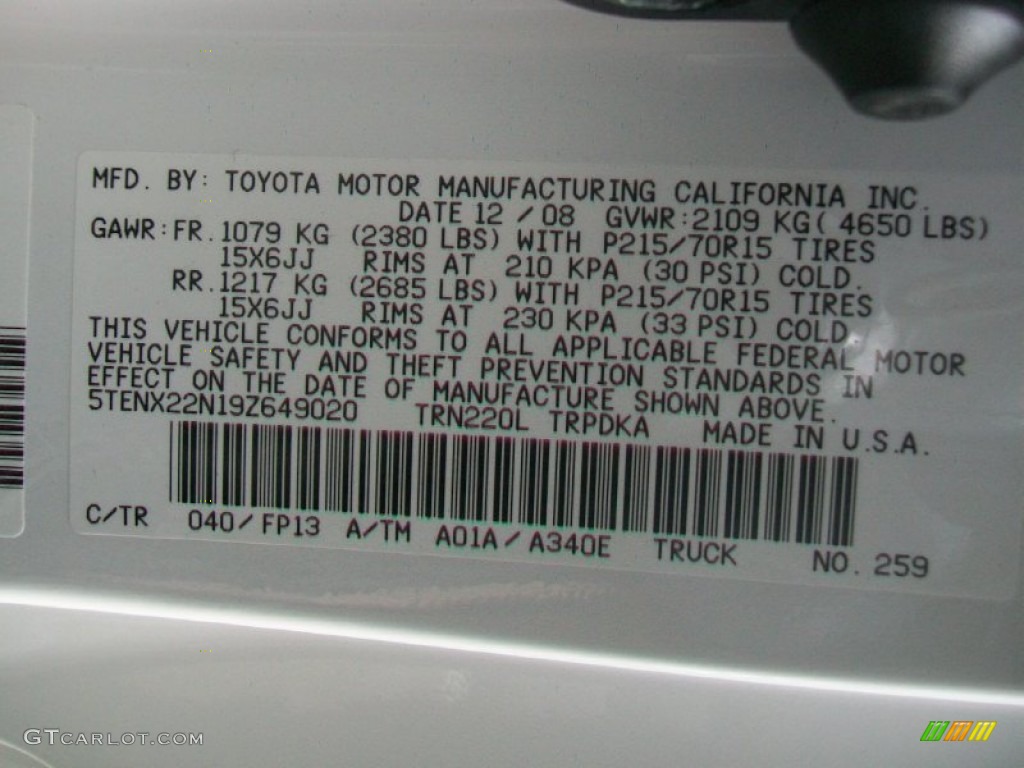 MFD. BY: TOYOTA MOTOR MANUFACTURING CALIFORNIA INC.
DATE 12 / 08 GVWR: 2109 KG( 4650 LBS)
GAWR: FR. 1079 KG (2380 LBS) WITH P215/70R15 TIRES
15X6JJ RIMS AT 210 KPA (30 PSI) COLD.
RR. 1217 KG (2685 LBS) WITH P215/70R15 TIRES
15X6JJ RIMS AT 230 KPA (33 PSI) COLD.
THIS VEHICLE CONFORMS TO ALL APPLICABLE FEDERAL MOTOR
VEHICLE SAFETY AND THEFT PREVENTION STANDARDS IN
EFFECT ON THE DATE OF MANUFACTURE SHOWN ABOVE.
5TENX22N19Z649020 TRN220L TRPDKA MADE IN U.S.A.
C/TR 040/FP13 A/TM A01A/A340E TRUCK NO. 259
GTCARLOT.COM